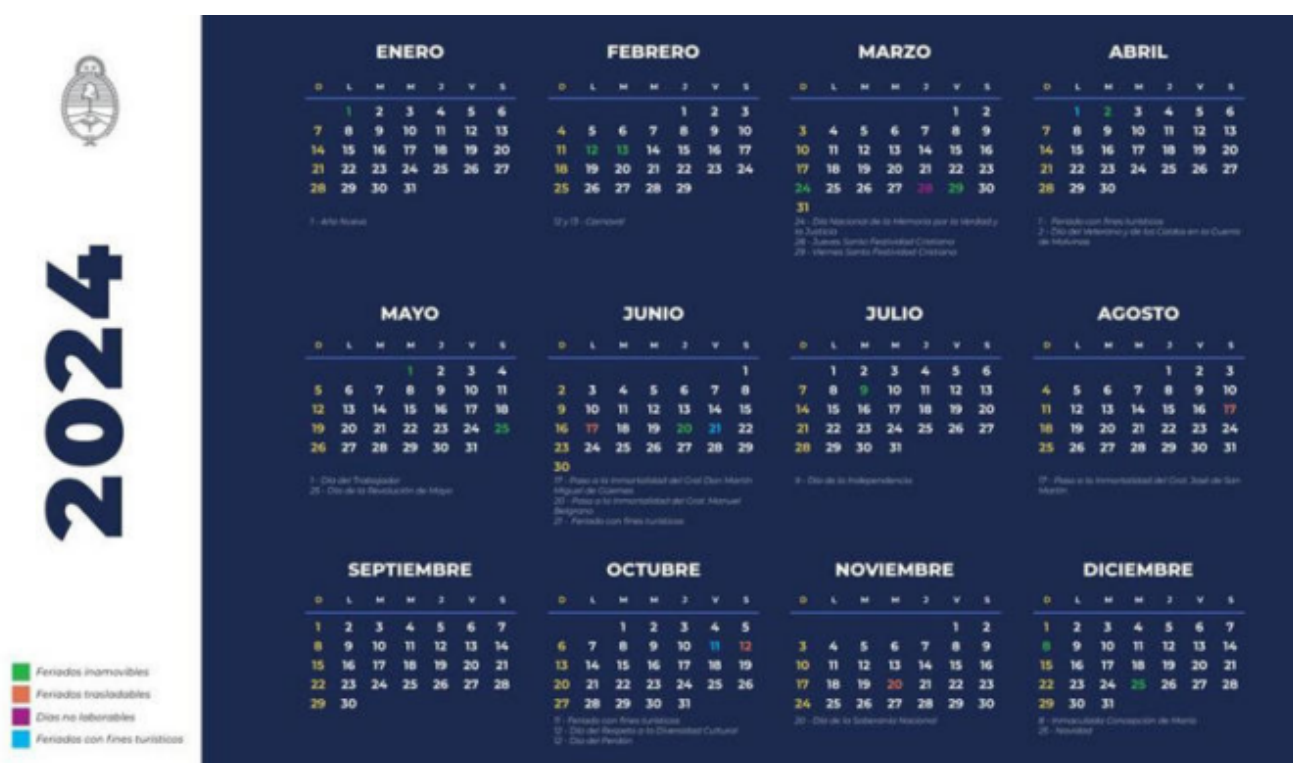 2024
ENERO
D L M M J V S
1 2 3 4 5 6
7 8 9 10 11 12 13
14 15 16 17 18 19 20
21 22 23 24 25 26 27
28 29 30 31
1 - Año Nuevo
FEBRERO
D L M M J V S
1 2 3
4 5 6 7 8 9 10
11 12 13 14 15 16 17
18 19 20 21 22 23 24
25 26 27 28 29
12 y 13 - Carnaval
MARZO
D L M M J V S
1 2
3 4 5 6 7 8 9
10 11 12 13 14 15 16
17 18 19 20 21 22 23
24 25 26 27 28 29 30
31
24 - Día Nacional de la Memoria por la Verdad y
la Justicia
28 - Jueves Santo Festividad Cristiana
29 - Viernes Santo Festividad Cristiana
ABRIL
D L M M J V S
1 2 3 4 5 6
7 8 9 10 11 12 13
14 15 16 17 18 19 20
21 22 23 24 25 26 27
28 29 30
1 - Feriado con fines turísticos
2 - Día del Veterano y de los Caídos en la Guerra
de Malvinas
MAYO
D L M M J V S
1 2 3 4
5 6 7 8 9 10 11
12 13 14 15 16 17 18
19 20 21 22 23 24 25
26 27 28 29 30 31
1 - Día del Trabajador
25 - Día de la Revolución de Mayo
JUNIO
D L M M J V S
1
2 3 4 5 6 7 8
9 10 11 12 13 14 15
16 17 18 19 20 21 22
23 24 25 26 27 28 29
30
17 - Paso a la Inmortalidad del Gral. Don Martín
Miguel de Güemes
20 - Paso a la Inmortalidad del Gral. Manuel
Belgrano
21 - Feriado con fines turísticos
JULIO
D L M M J V S
1 2 3 4 5 6
7 8 9 10 11 12 13
14 15 16 17 18 19 20
21 22 23 24 25 26 27
28 29 30 31
9 - Día de la Independencia
AGOSTO
D L M M J V S
1 2 3
4 5 6 7 8 9 10
11 12 13 14 15 16 17
18 19 20 21 22 23 24
25 26 27 28 29 30 31
17 - Paso a la Inmortalidad del Gral. José de San
Martín
SEPTIEMBRE
D L M M J V S
1 2 3 4 5 6 7
8 9 10 11 12 13 14
15 16 17 18 19 20 21
22 23 24 25 26 27 28
29 30
OCTUBRE
D L M M J V S
1 2 3 4 5
6 7 8 9 10 11 12
13 14 15 16 17 18 19
20 21 22 23 24 25 26
27 28 29 30 31
11 - Feriado con fines turísticos
12 - Día del Respeto a la Diversidad Cultural
12 - Día del Perdón
NOVIEMBRE
D L M M J V S
1 2
3 4 5 6 7 8 9
10 11 12 13 14 15 16
17 18 19 20 21 22 23
24 25 26 27 28 29 30
20 - Día de la Soberanía Nacional
DICIEMBRE
D L M M J V S
1 2 3 4 5 6 7
8 9 10 11 12 13 14
15 16 17 18 19 20 21
22 23 24 25 26 27 28
29 30 31
8 - Inmaculada Concepción de María
25 - Navidad
Feriados inamovibles
Feriados trasladables
Días no laborables
Feriados con fines turísticos